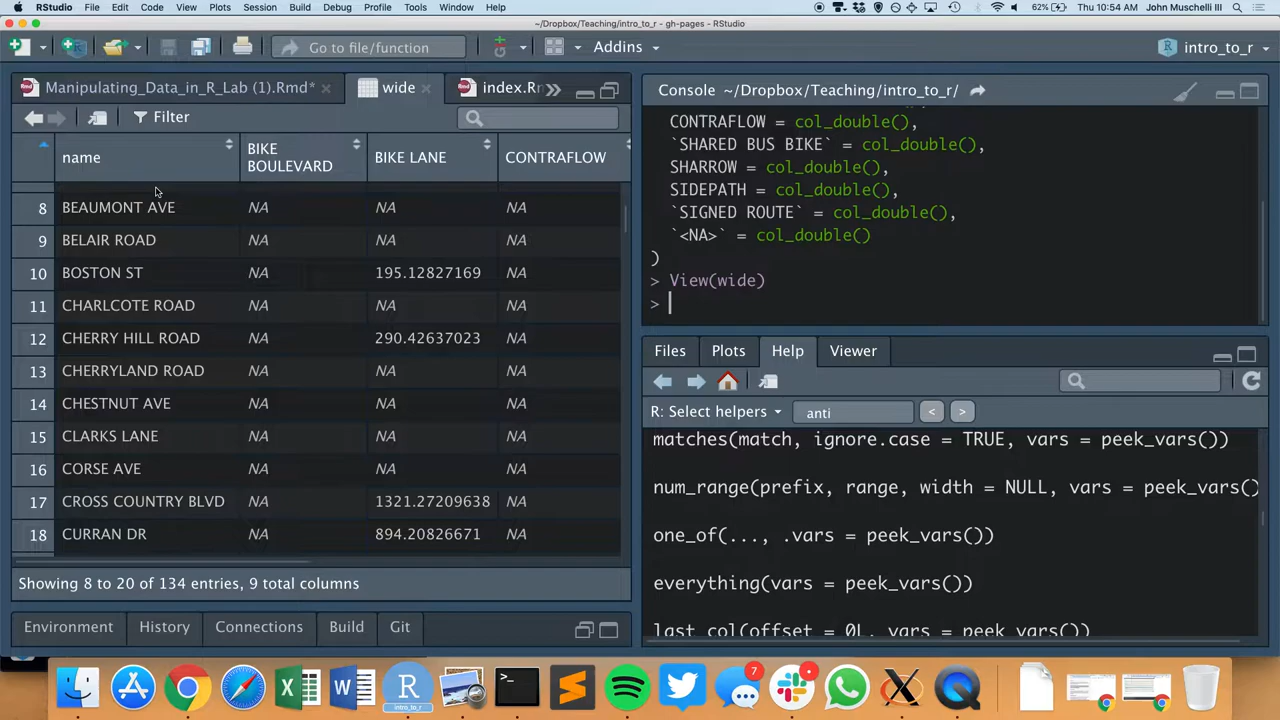 RStudio File Edit Code View Plots Session Build Debug Profile Tools Window Help 62% Thu 10:54 AM John Muschelli III
~/Dropbox/Teaching/intro_to_r - gh-pages - RStudio
Go to file/function Addins intro_to_r
Manipulating_Data_in_R_Lab (1).Rmd* wide index.Rn
Filter
name BIKE BOULEVARD BIKE LANE CONTRAFLOW
8 BEAUMONT AVE NA NA NA
9 BELAIR ROAD NA NA NA
10 BOSTON ST NA 195.12827169 NA
11 CHARLCOTE ROAD NA NA NA
12 CHERRY HILL ROAD NA 290.42637023 NA
13 CHERRYLAND ROAD NA NA NA
14 CHESTNUT AVE NA NA NA
15 CLARKS LANE NA NA NA
16 CORSE AVE NA NA NA
17 CROSS COUNTRY BLVD NA 1321.27209638 NA
18 CURRAN DR NA 894.20826671 NA
Showing 8 to 20 of 134 entries, 9 total columns
Environment History Connections Build Git
Console ~/Dropbox/Teaching/intro_to_r/
CONTRAFLOW = col_double(),
`SHARED BUS BIKE` = col_double(),
SHARROW = col_double(),
SIDEPATH = col_double(),
`SIGNED ROUTE` = col_double(),
`<NA>` = col_double()
)
> View(wide)
>
Files Plots Help Viewer
R: Select helpers anti < >
matches(match, ignore.case = TRUE, vars = peek_vars())
num_range(prefix, range, width = NULL, vars = peek_vars()
one_of(..., .vars = peek_vars())
everything(vars = peek_vars())
last_col(offset = 0L, vars = peek_vars())
R
intro_to_r
7